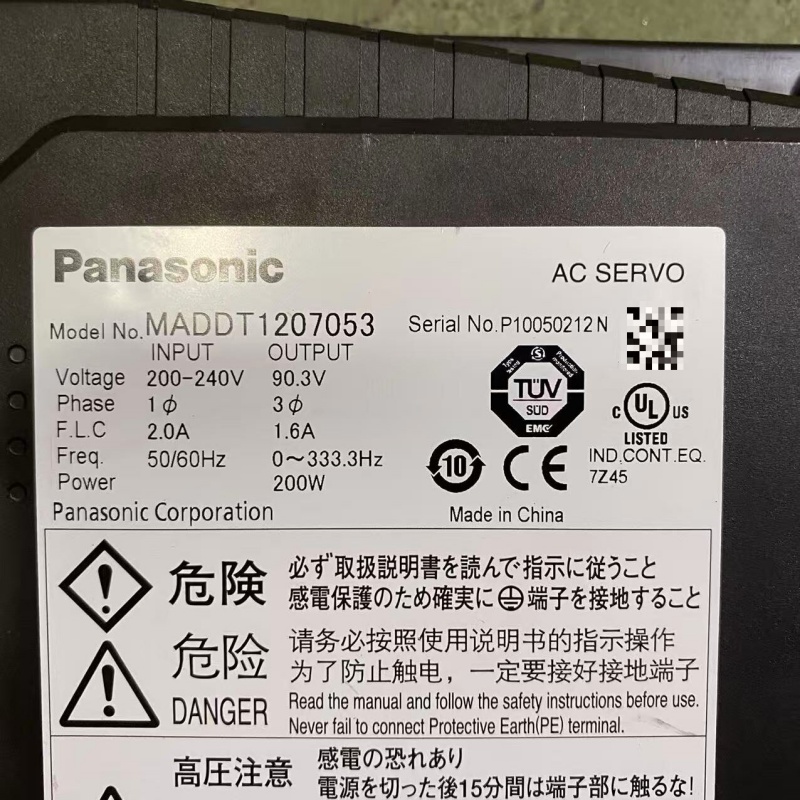 Panasonic
AC SERVO
Model No. MADDT1207053
Serial No. P10050212N
INPUT OUTPUT
Voltage 200-240V 90.3V
Phase 1φ 3φ
F.L.C 2.0A 1.6A
Freq. 50/60Hz 0～333.3Hz
Power 200W
TÜV
SÜD
EMC
10
CE
C UL US
LISTED
IND.CONT.EQ.
7Z45
Panasonic Corporation
Made in China
危険
必ず取扱説明書を読んで指示に従うこと
感電保護のため確実に端子を接地すること
危险
请务必按照使用说明书的指示操作
为了防止触电，一定要接好接地端子
DANGER
Read the manual and follow the safety instructions before use.
Never fail to connect Protective Earth(PE) terminal.
高圧注意
感電の恐れあり
電源を切った後15分間は端子部に触るな!